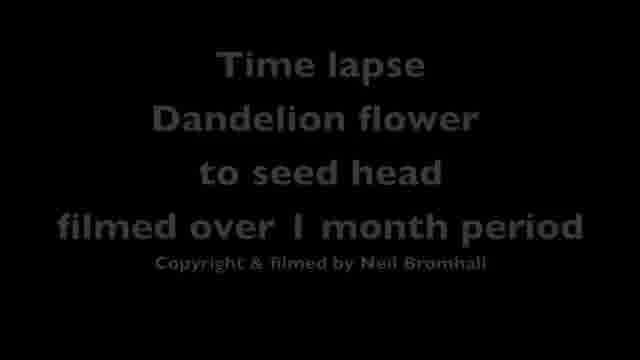 Time lapse
Dandelion flower
to seed head
filmed over 1 month period
Copyright & filmed by Neil Bromhall